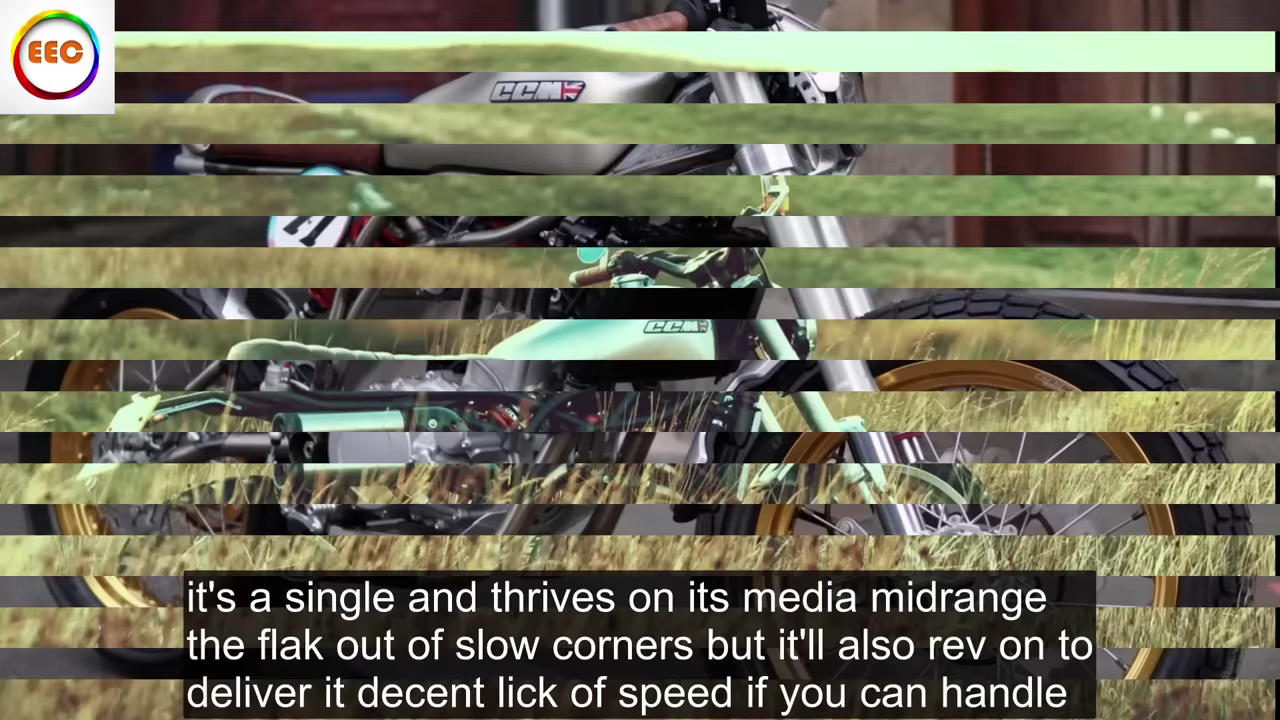 EEC
CCM
CCM
it's a single and thrives on its media midrange
the flak out of slow corners but it'll also rev on to
deliver it decent lick of speed if you can handle